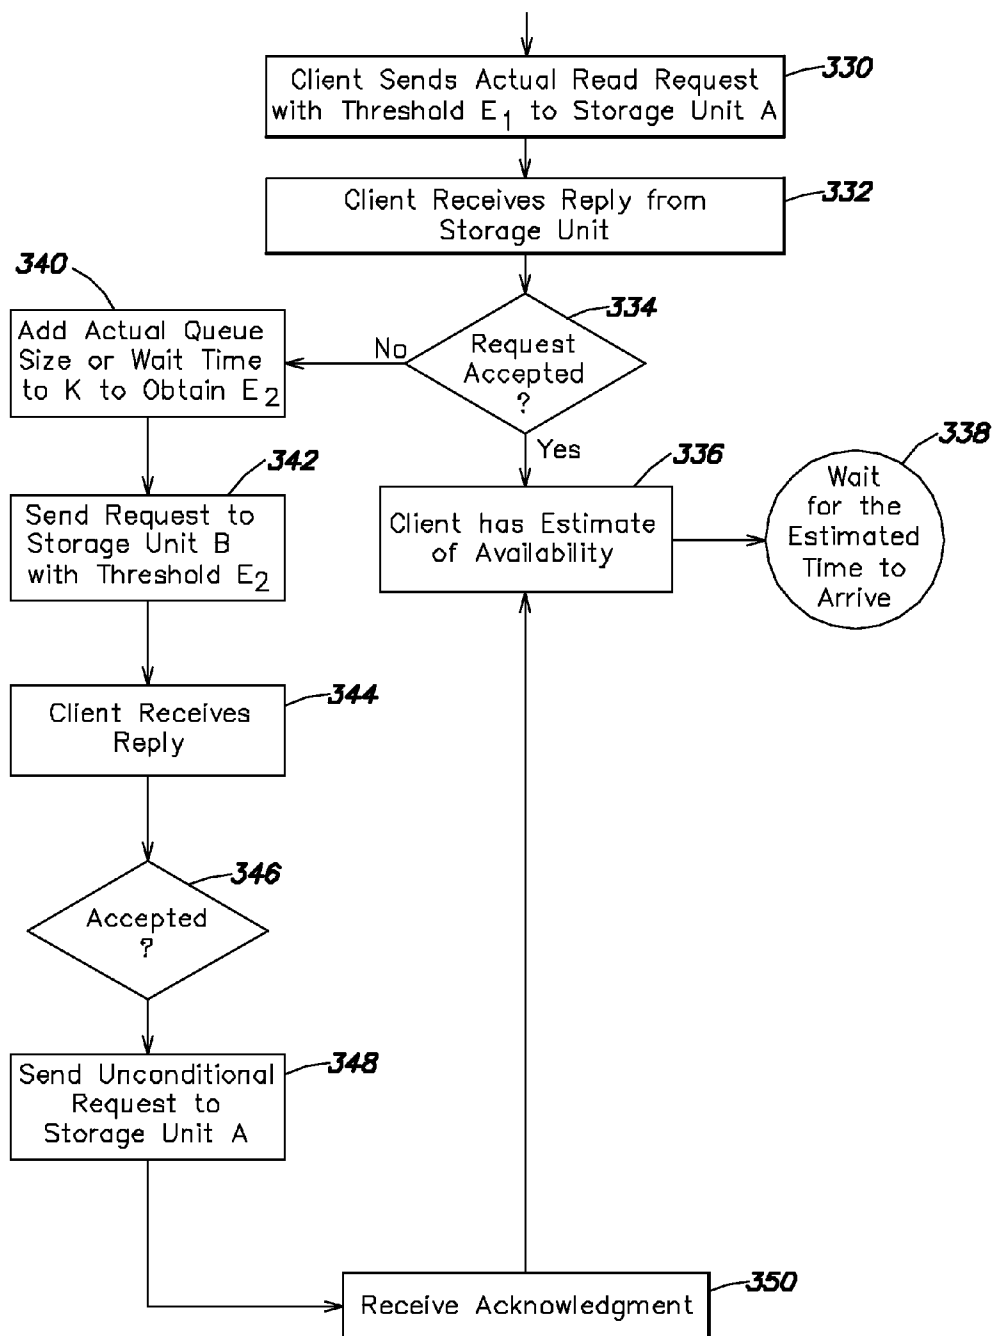 330
Client Sends Actual Read Request
with Threshold E1 to Storage Unit A
332
Client Receives Reply from
Storage Unit
334
Request
Accepted
?
No
Yes
340
Add Actual Queue
Size or Wait Time
to K to Obtain E2
336
Client has Estimate
of Availability
338
Wait
for the
Estimated
Time to
Arrive
342
Send Request to
Storage Unit B
with Threshold E2
344
Client Receives
Reply
346
Accepted
?
348
Send Unconditional
Request to
Storage Unit A
350
Receive Acknowledgment